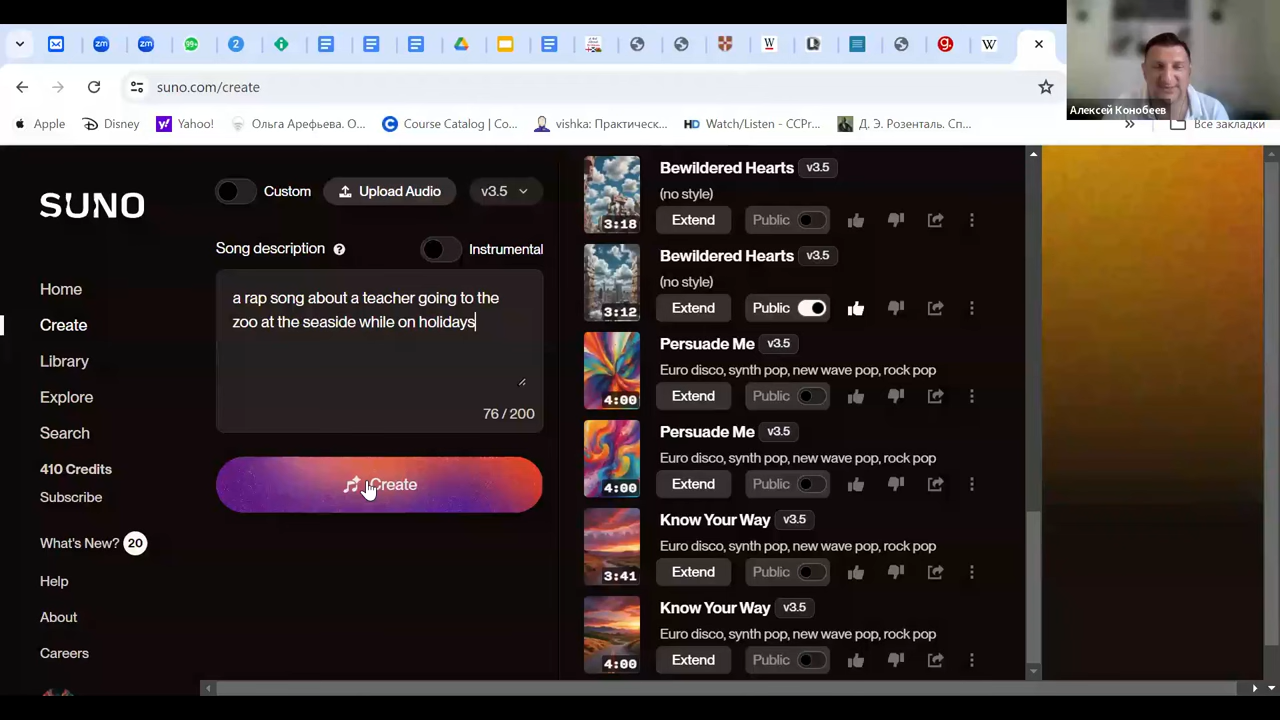 99+
2
W
g.
W
suno.com/create
Алексей Конобеев
Apple
Disney
Yahoo!
Ольга Арефьева. О...
Course Catalog | Co...
vishka: Практическ...
HD Watch/Listen - CCPr...
Д. Э. Розенталь. Сп...
»
Все закладки
SUNO
Home
Create
Library
Explore
Search
410 Credits
Subscribe
What's New? 20
Help
About
Careers
Custom
Upload Audio
v3.5
Song description ?
Instrumental
a rap song about a teacher going to the
zoo at the seaside while on holidays
76 / 200
Create
Bewildered Hearts v3.5
(no style)
3:18
Extend Public
Bewildered Hearts v3.5
(no style)
3:12
Extend Public
Persuade Me v3.5
Euro disco, synth pop, new wave pop, rock pop
4:00
Extend Public
Persuade Me v3.5
Euro disco, synth pop, new wave pop, rock pop
4:00
Extend Public
Know Your Way v3.5
Euro disco, synth pop, new wave pop, rock pop
3:41
Extend Public
Know Your Way v3.5
Euro disco, synth pop, new wave pop, rock pop
4:00
Extend Public